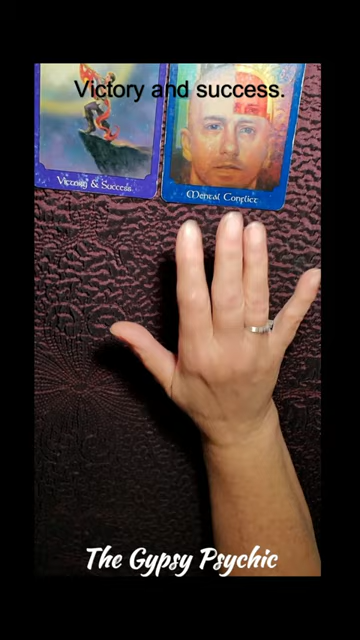 Victory and success.
Victory & Success
Mental Conflict
The Gypsy Psychic